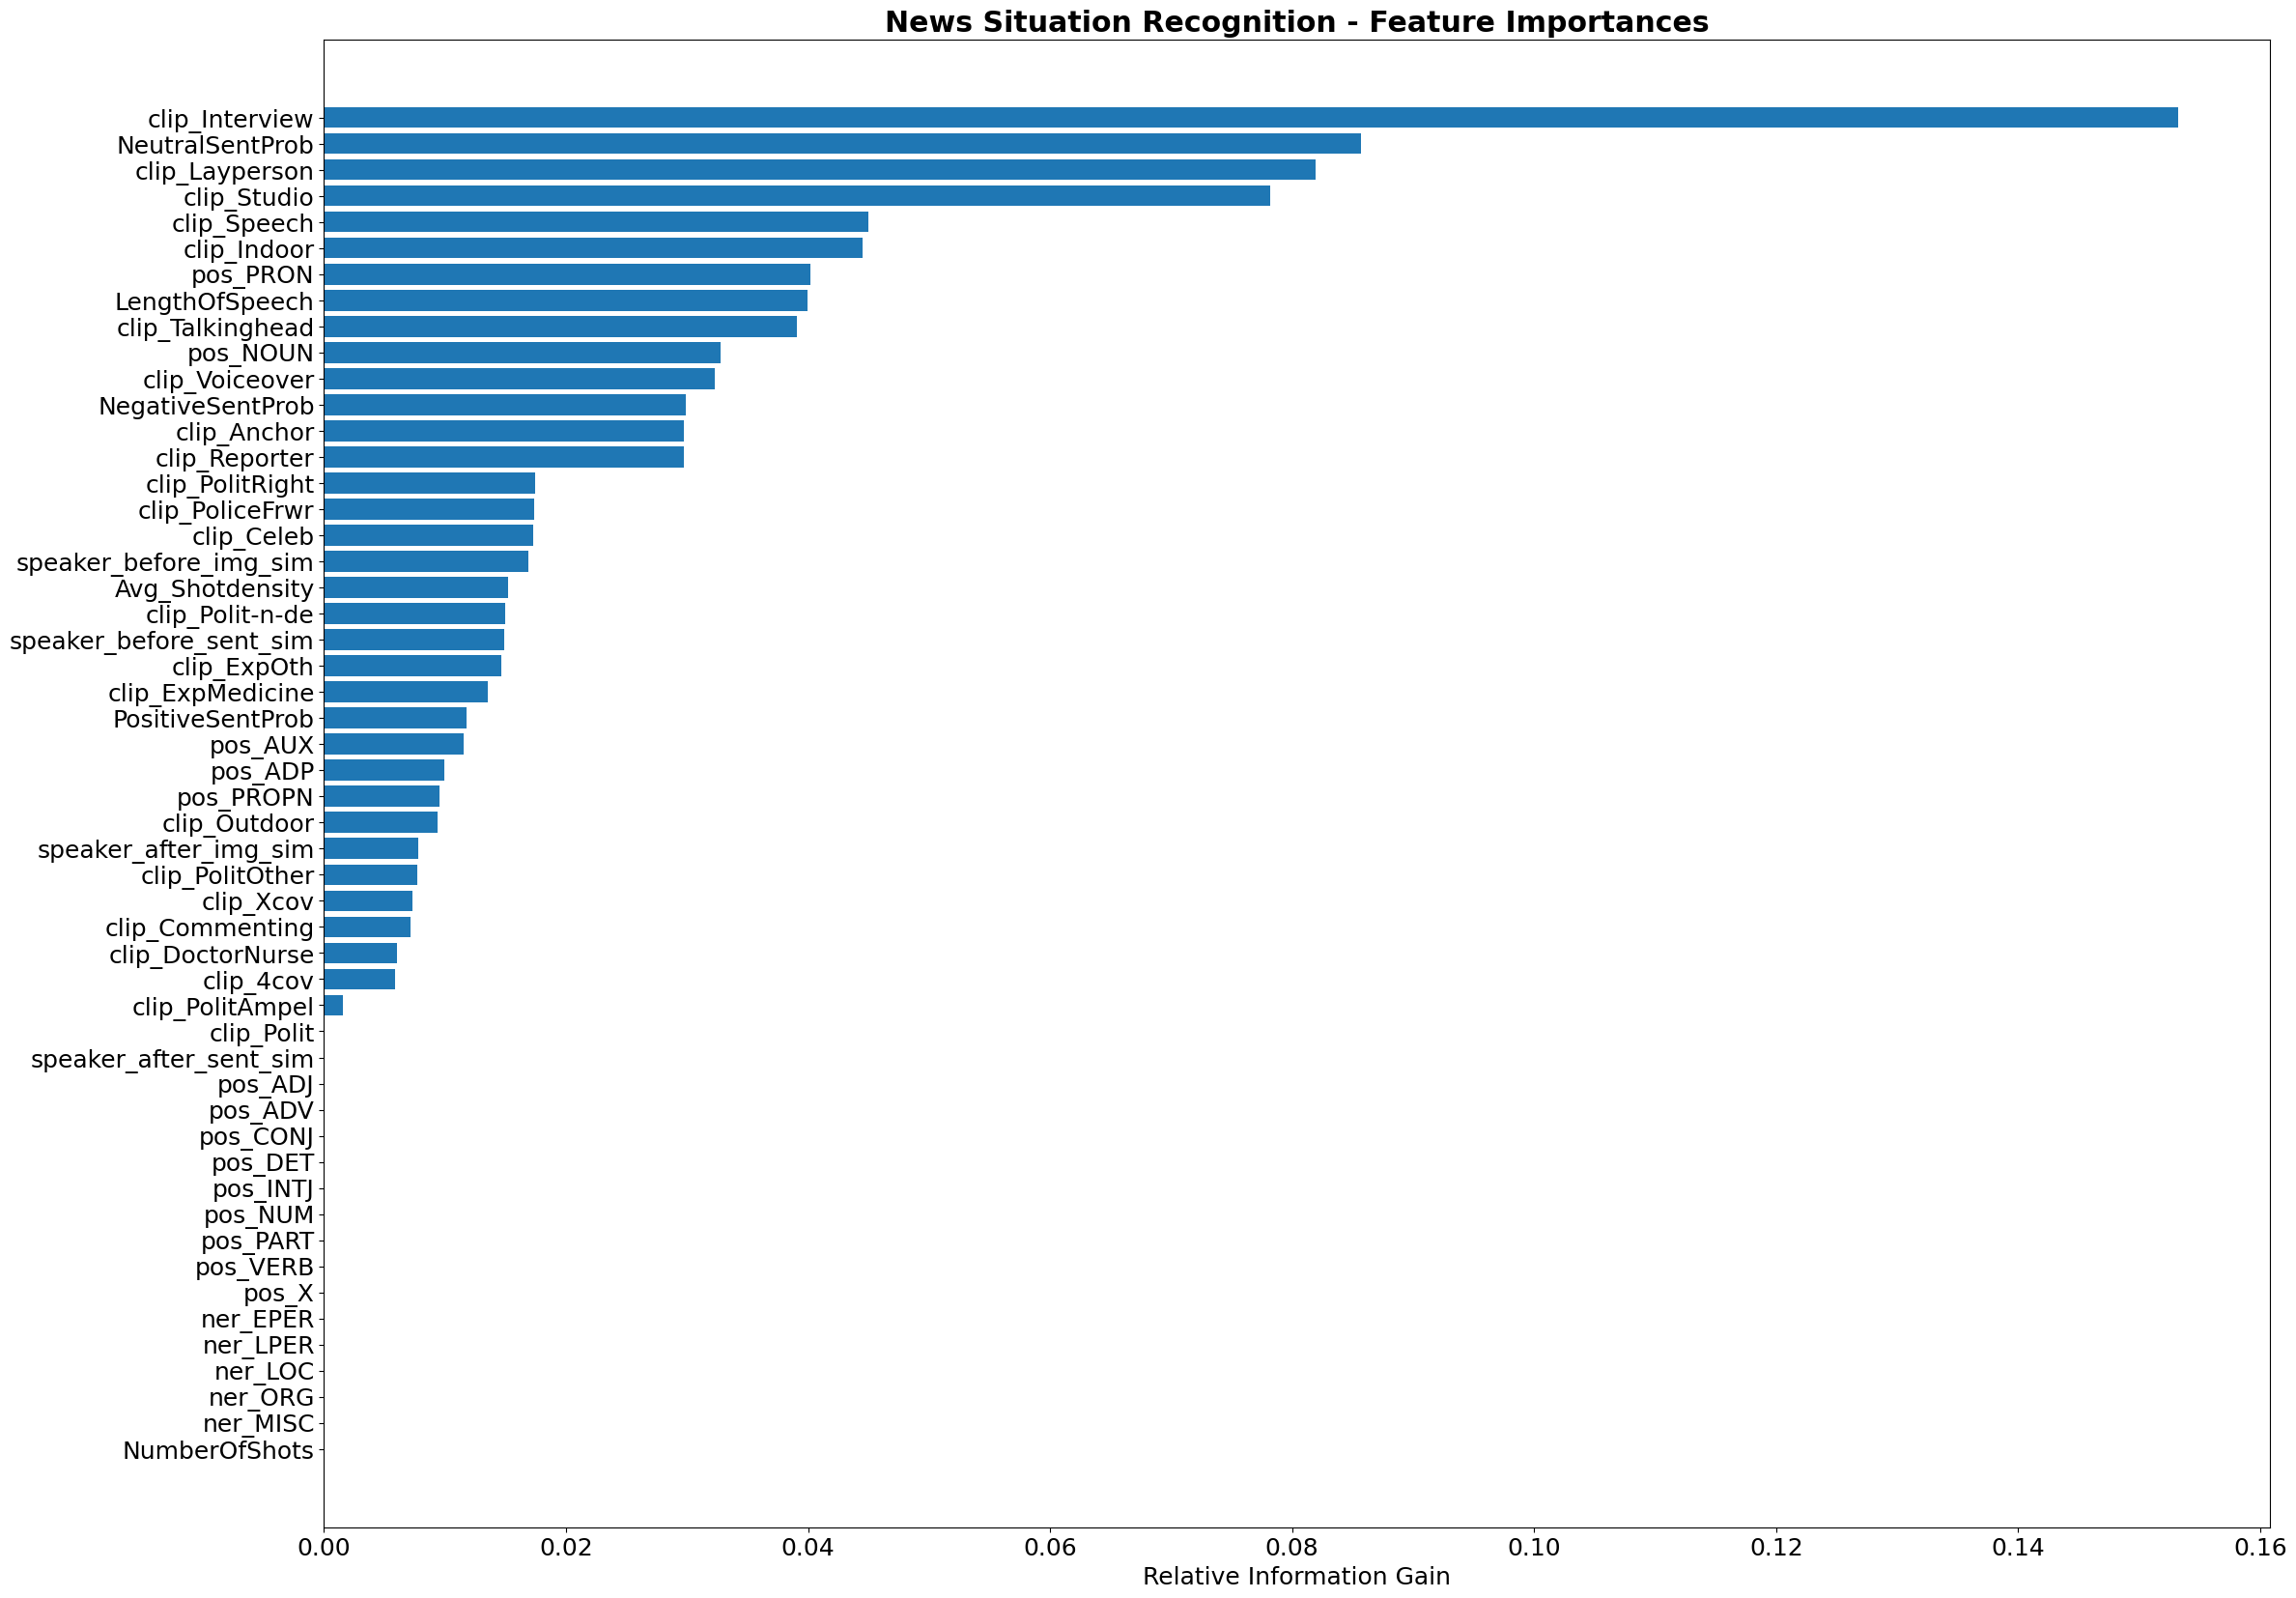 News Situation Recognition - Feature Importances
clip_Interview
NeutralSentProb
clip_Layperson
clip_Studio
clip_Speech
clip_Indoor
pos_PRON
LengthOfSpeech
clip_Talkinghead
pos_NOUN
clip_Voiceover
NegativeSentProb
clip_Anchor
clip_Reporter
clip_PolitRight
clip_PoliceFrwr
clip_Celeb
speaker_before_img_sim
Avg_Shotdensity
clip_Polit-n-de
speaker_before_sent_sim
clip_ExpOth
clip_ExpMedicine
PositiveSentProb
pos_AUX
pos_ADP
pos_PROPN
clip_Outdoor
speaker_after_img_sim
clip_PolitOther
clip_Xcov
clip_Commenting
clip_DoctorNurse
clip_4cov
clip_PolitAmpel
clip_Polit
speaker_after_sent_sim
pos_ADJ
pos_ADV
pos_CONJ
pos_DET
pos_INTJ
pos_NUM
pos_PART
pos_VERB
pos_X
ner_EPER
ner_LPER
ner_LOC
ner_ORG
ner_MISC
NumberOfShots
0.00 0.02 0.04 0.06 0.08 0.10 0.12 0.14 0.16
Relative Information Gain